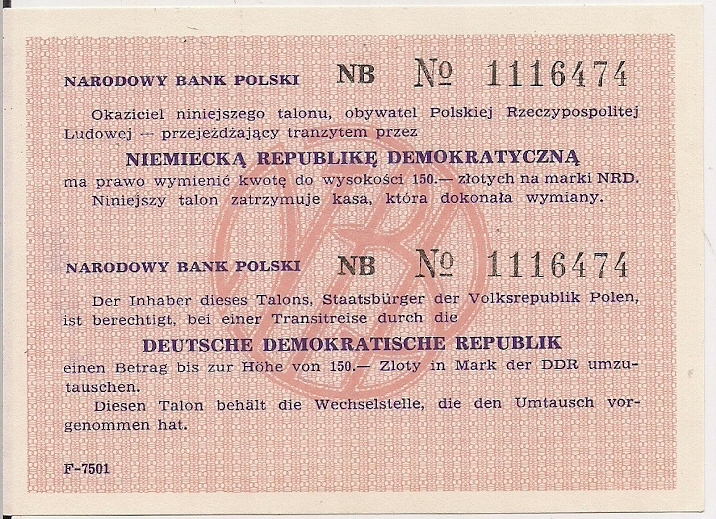 NARODOWY BANK POLSKI NB No 1116474
Okaziciel niniejszego talonu, obywatel Polskiej Rzeczypospolitej
Ludowej — przejeżdżający tranzytem przez
NIEMIECKĄ REPUBLIKĘ DEMOKRATYCZNĄ
ma prawo wymienić kwotę do wysokości 150.— złotych na marki NRD.
Niniejszy talon zatrzymuje kasa, która dokonała wymiany.
NARODOWY BANK POLSKI NB No 1116474
Der Inhaber dieses Talons, Staatsbürger der Volksrepublik Polen,
ist berechtigt, bei einer Transitreise durch die
DEUTSCHE DEMOKRATISCHE REPUBLIK
einen Betrag bis zur Höhe von 150.— Zloty in Mark der DDR umzu-
tauschen.
Diesen Talon behält die Wechselstelle, die den Umtausch vor-
genommen hat.
F-7501